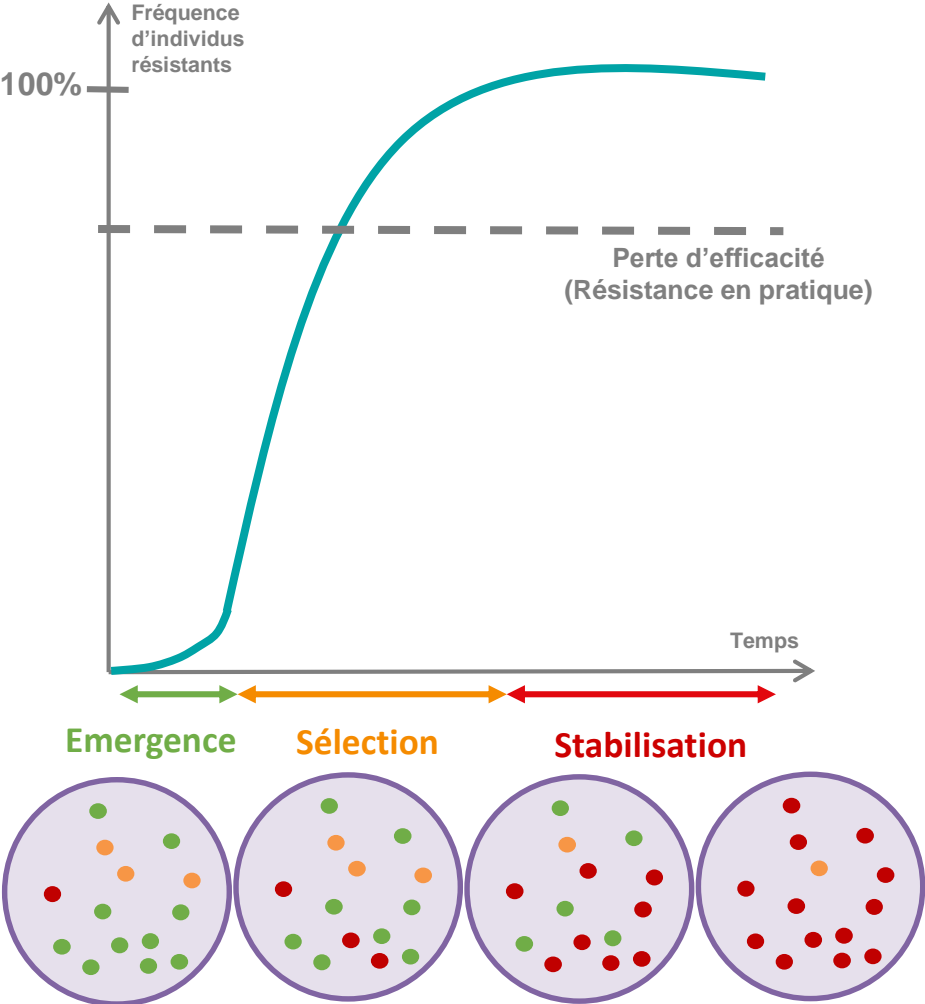 Fréquence
d’individus
résistants
100%
Perte d’efficacité
(Résistance en pratique)
Temps
Emergence
Sélection
Stabilisation